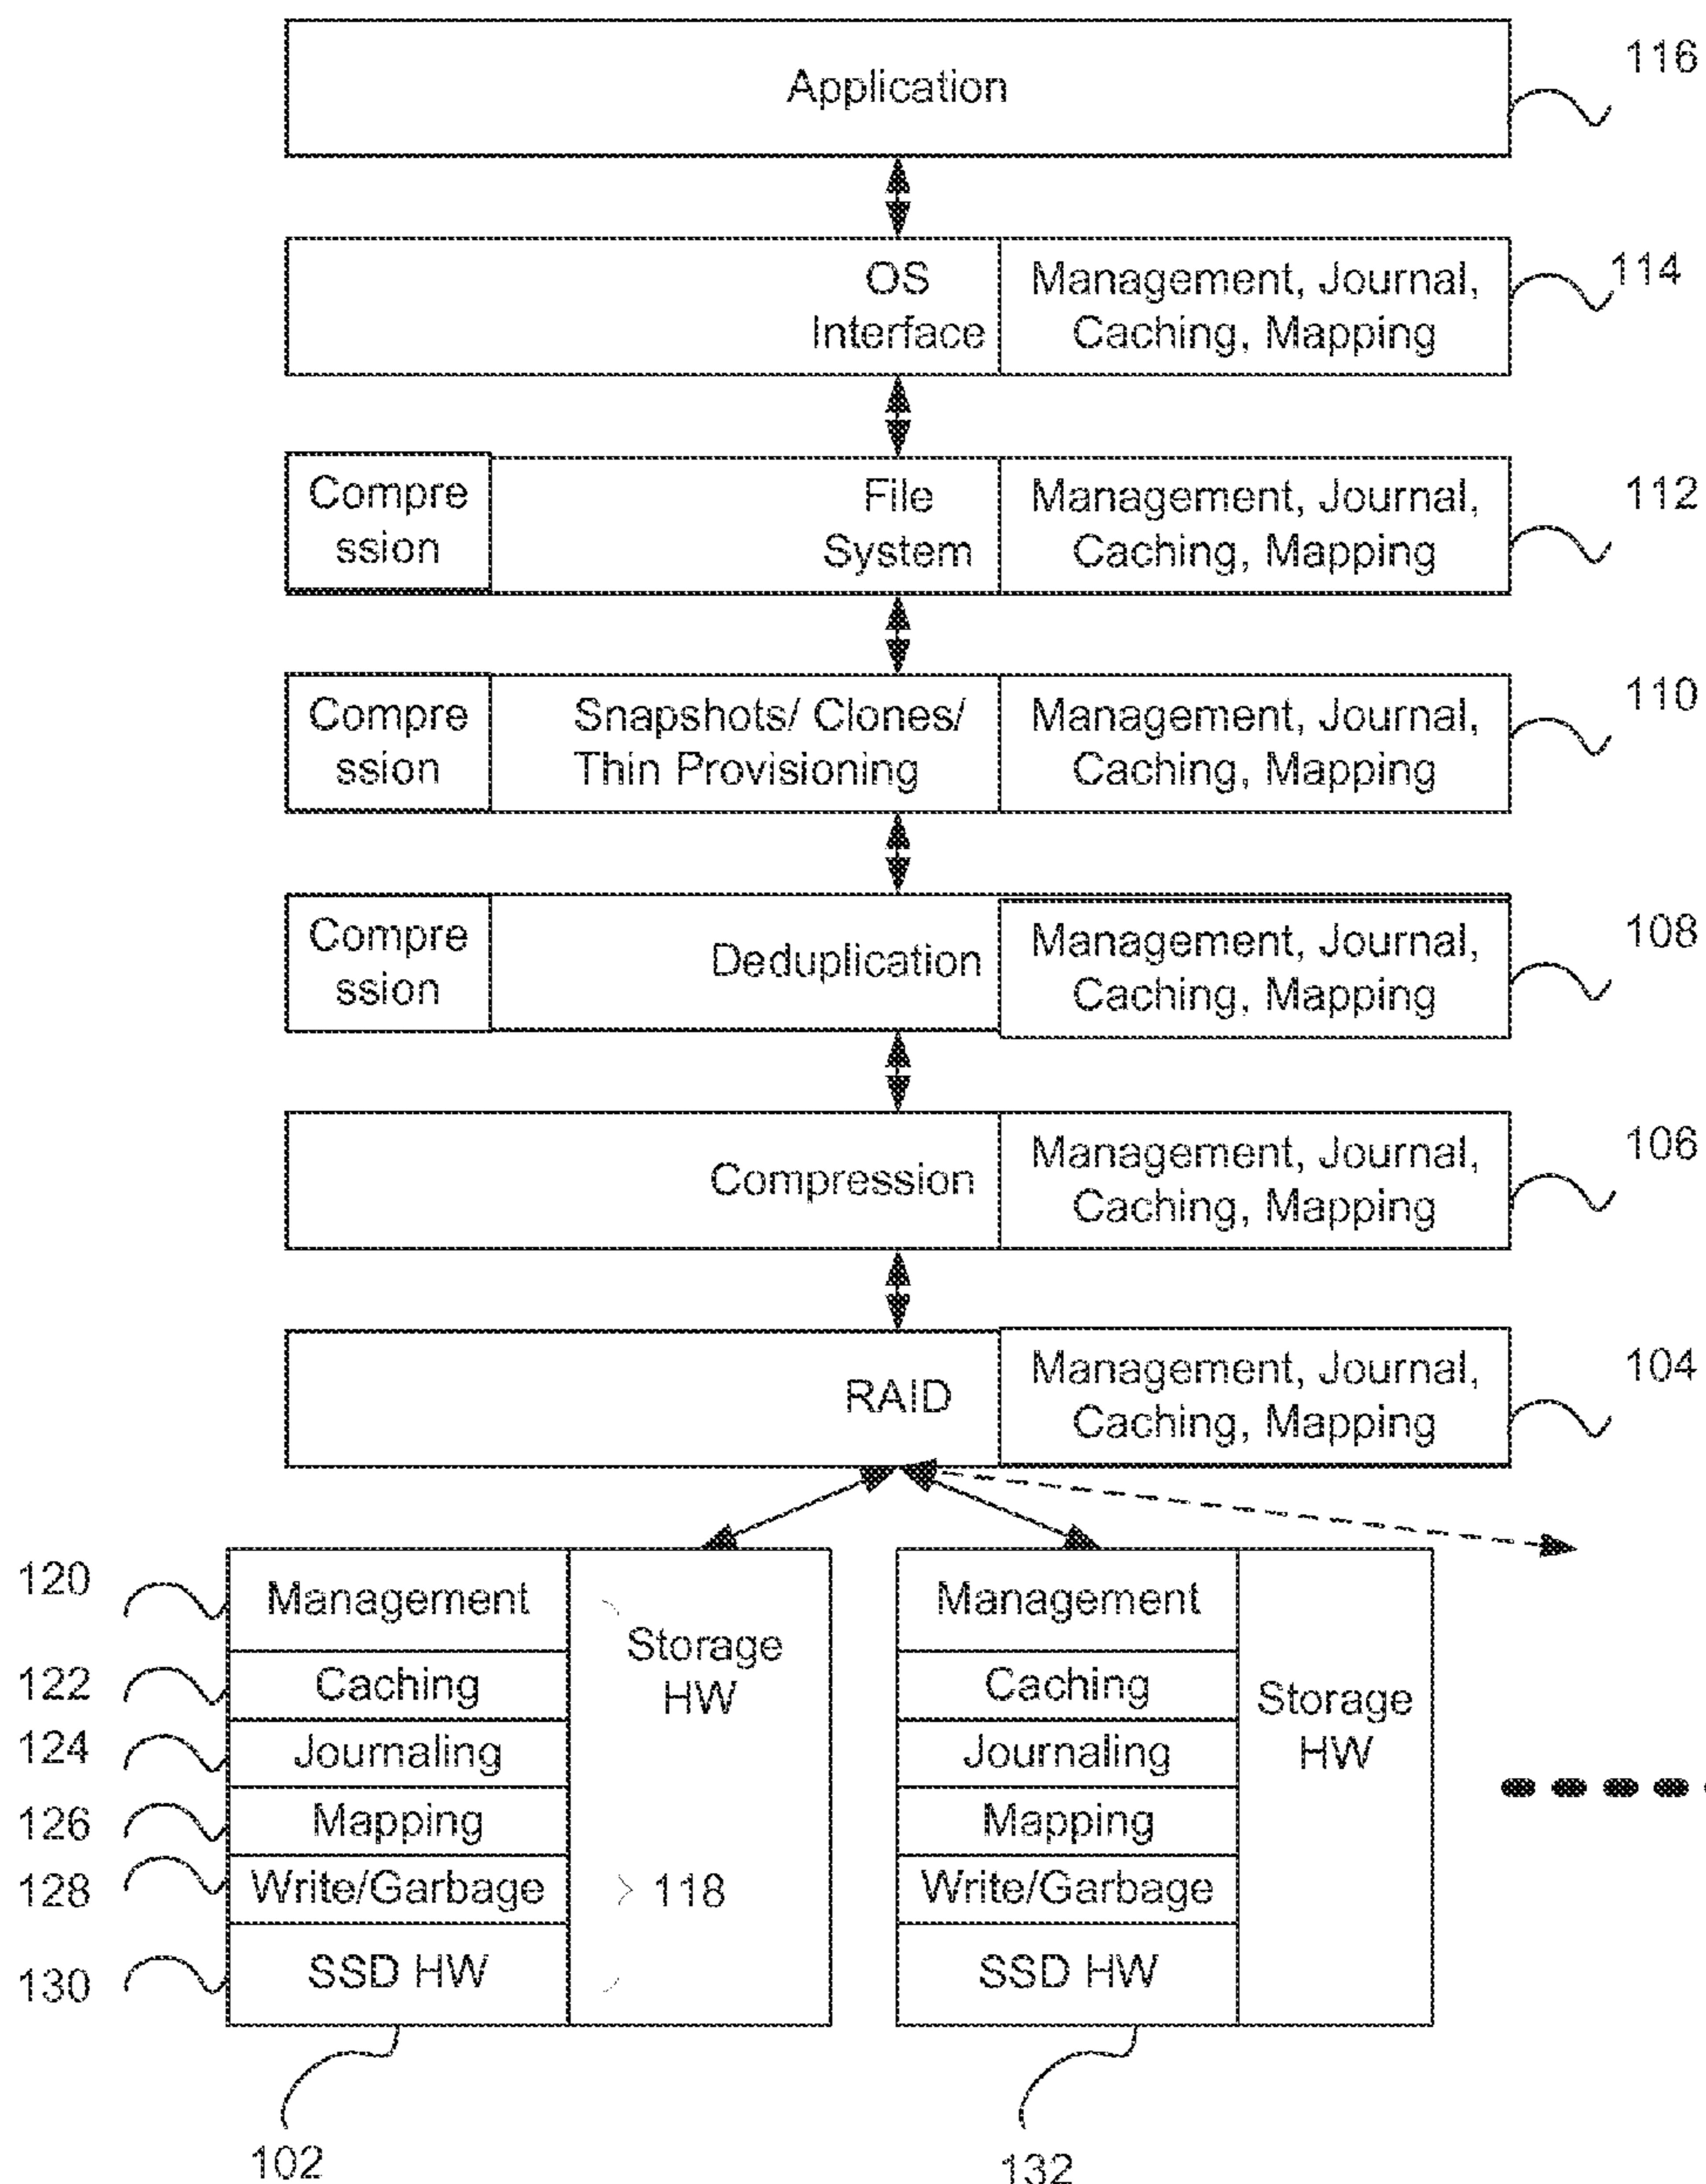 Application
116
OS
Interface
Management, Journal,
Caching, Mapping
114
Compre
ssion
File
System
Management, Journal,
Caching, Mapping
112
Compre
ssion
Snapshots/ Clones/
Thin Provisioning
Management, Journal,
Caching, Mapping
110
Compre
ssion
Deduplication
Management, Journal,
Caching, Mapping
108
Compression
Management, Journal,
Caching, Mapping
106
RAID
Management, Journal,
Caching, Mapping
104
120
Management
122
Caching
124
Journaling
126
Mapping
128
Write/Garbage
130
SSD HW
Storage
HW
118
102
Management
Caching
Journaling
Mapping
Write/Garbage
SSD HW
Storage
HW
132